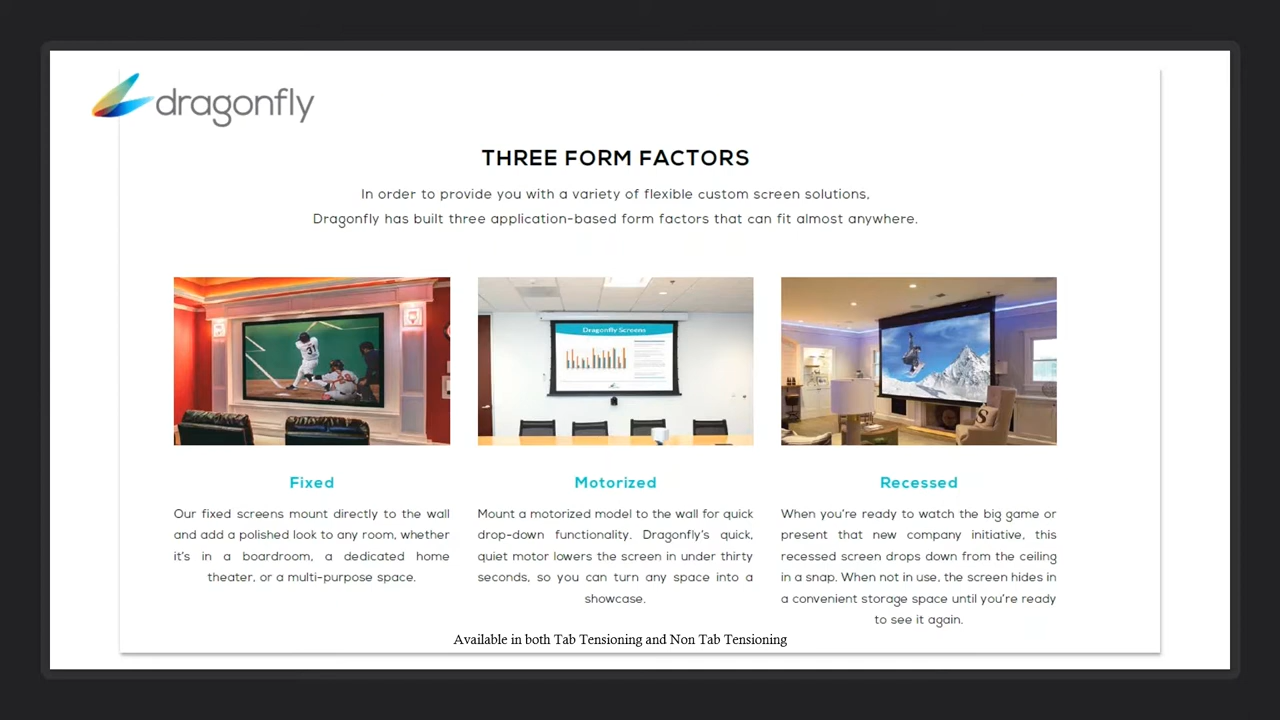 dragonfly
THREE FORM FACTORS
In order to provide you with a variety of flexible custom screen solutions,
Dragonfly has built three application-based form factors that can fit almost anywhere.
31
Dragonfly Screens
S
Fixed
Our fixed screens mount directly to the wall
and add a polished look to any room, whether
it's in a boardroom, a dedicated home
theater, or a multi-purpose space.
Motorized
Mount a motorized model to the wall for quick
drop-down functionality. Dragonfly's quick,
quiet motor lowers the screen in under thirty
seconds, so you can turn any space into a
showcase.
Recessed
When you're ready to watch the big game or
present that new company initiative, this
recessed screen drops down from the ceiling
in a snap. When not in use, the screen hides in
a convenient storage space until you're ready
to see it again.
Available in both Tab Tensioning and Non Tab Tensioning